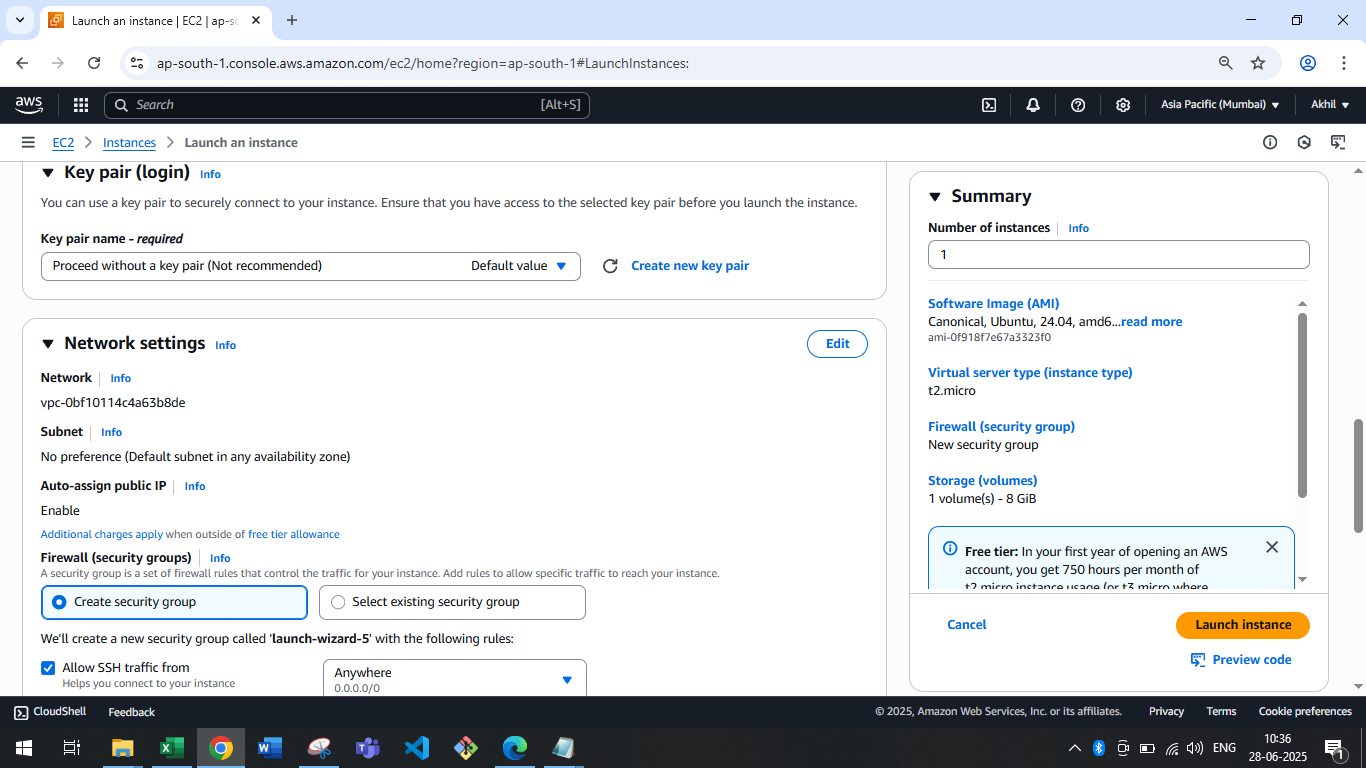 Launch an instance | EC2 | ap-sc
ap-south-1.console.aws.amazon.com/ec2/home?region=ap-south-1#LaunchInstances:
aws
Search
[Alt+S]
Asia Pacific (Mumbai)
Akhil
EC2
Instances
Launch an instance
Key pair (login)
Info
You can use a key pair to securely connect to your instance. Ensure that you have access to the selected key pair before you launch the instance.
Key pair name - required
Proceed without a key pair (Not recommended)
Default value
Create new key pair
Network settings
Info
Edit
Network
Info
vpc-0bf10114c4a63b8de
Subnet
Info
No preference (Default subnet in any availability zone)
Auto-assign public IP
Info
Enable
Additional charges apply when outside of free tier allowance
Firewall (security groups)
Info
A security group is a set of firewall rules that control the traffic for your instance. Add rules to allow specific traffic to reach your instance.
Create security group
Select existing security group
We'll create a new security group called 'launch-wizard-5' with the following rules:
Allow SSH traffic from
Helps you connect to your instance
Anywhere
0.0.0.0/0
Summary
Number of instances
Info
1
Software Image (AMI)
Canonical, Ubuntu, 24.04, amd6...read more
ami-0f918f7e67a3323f0
Virtual server type (instance type)
t2.micro
Firewall (security group)
New security group
Storage (volumes)
1 volume(s) - 8 GiB
Free tier: In your first year of opening an AWS
account, you get 750 hours per month of
t2.micro instance usage (or t3.micro where
Cancel
Launch instance
Preview code
CloudShell
Feedback
© 2025, Amazon Web Services, Inc. or its affiliates.
Privacy
Terms
Cookie preferences
ENG
10:36
28-06-2025
1